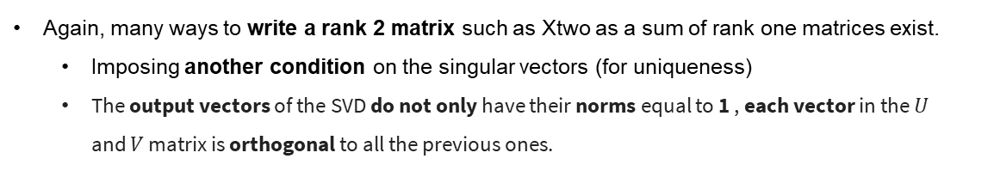 • Again, many ways to write a rank 2 matrix such as Xtwo as a sum of rank one matrices exist.
• Imposing another condition on the singular vectors (for uniqueness)
• The output vectors of the SVD do not only have their norms equal to 1 , each vector in the U
and V matrix is orthogonal to all the previous ones.